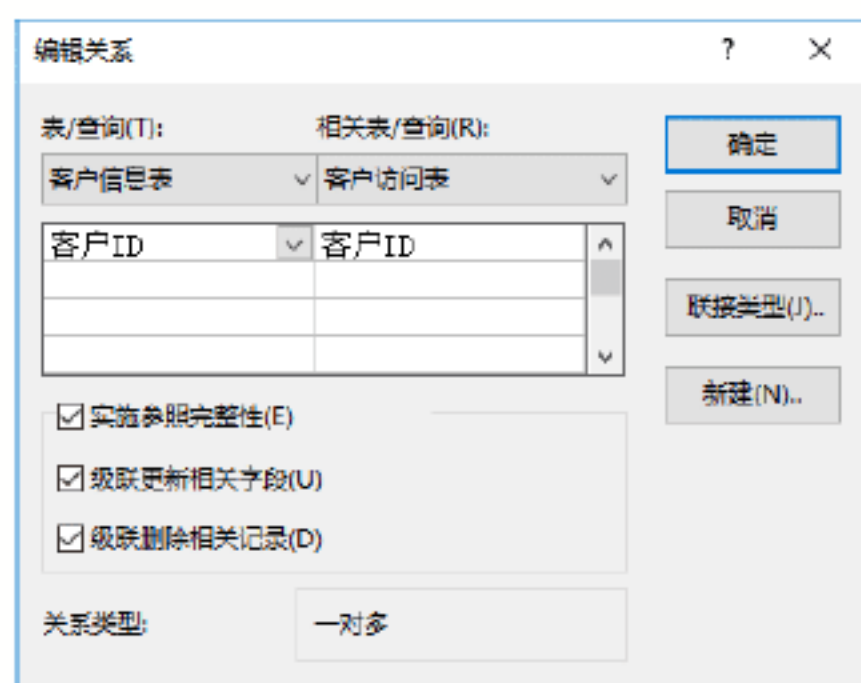 编辑关系 ?
表/查询(T): 相关表/查询(R):
客户信息表 客户访问表 确定
客户ID 客户ID 取消
联接类型(J)..
新建(N)..
实施参照完整性(E)
级联更新相关字段(U)
级联删除相关记录(D)
关系类型: 一对多